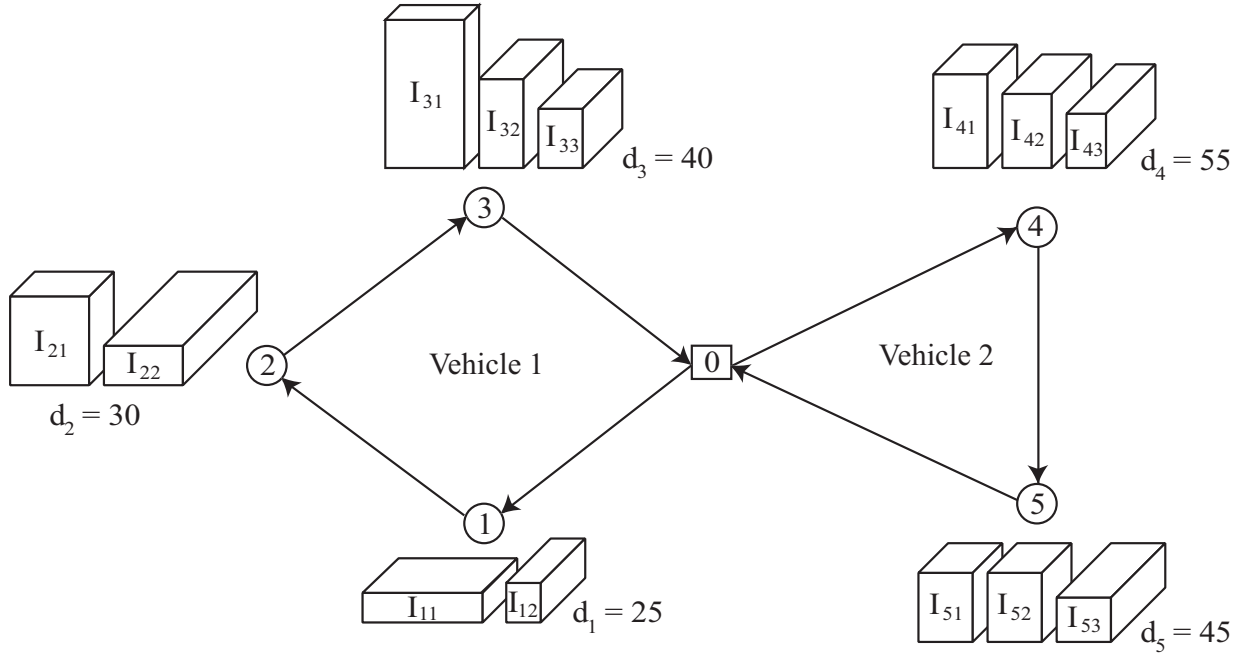 I31
I32
I33
d3 = 40
I41
I42
I43
d4 = 55
3
4
I21
I22
d2 = 30
2
Vehicle 1
0
Vehicle 2
1
5
I11
I12
d1 = 25
I51
I52
I53
d5 = 45